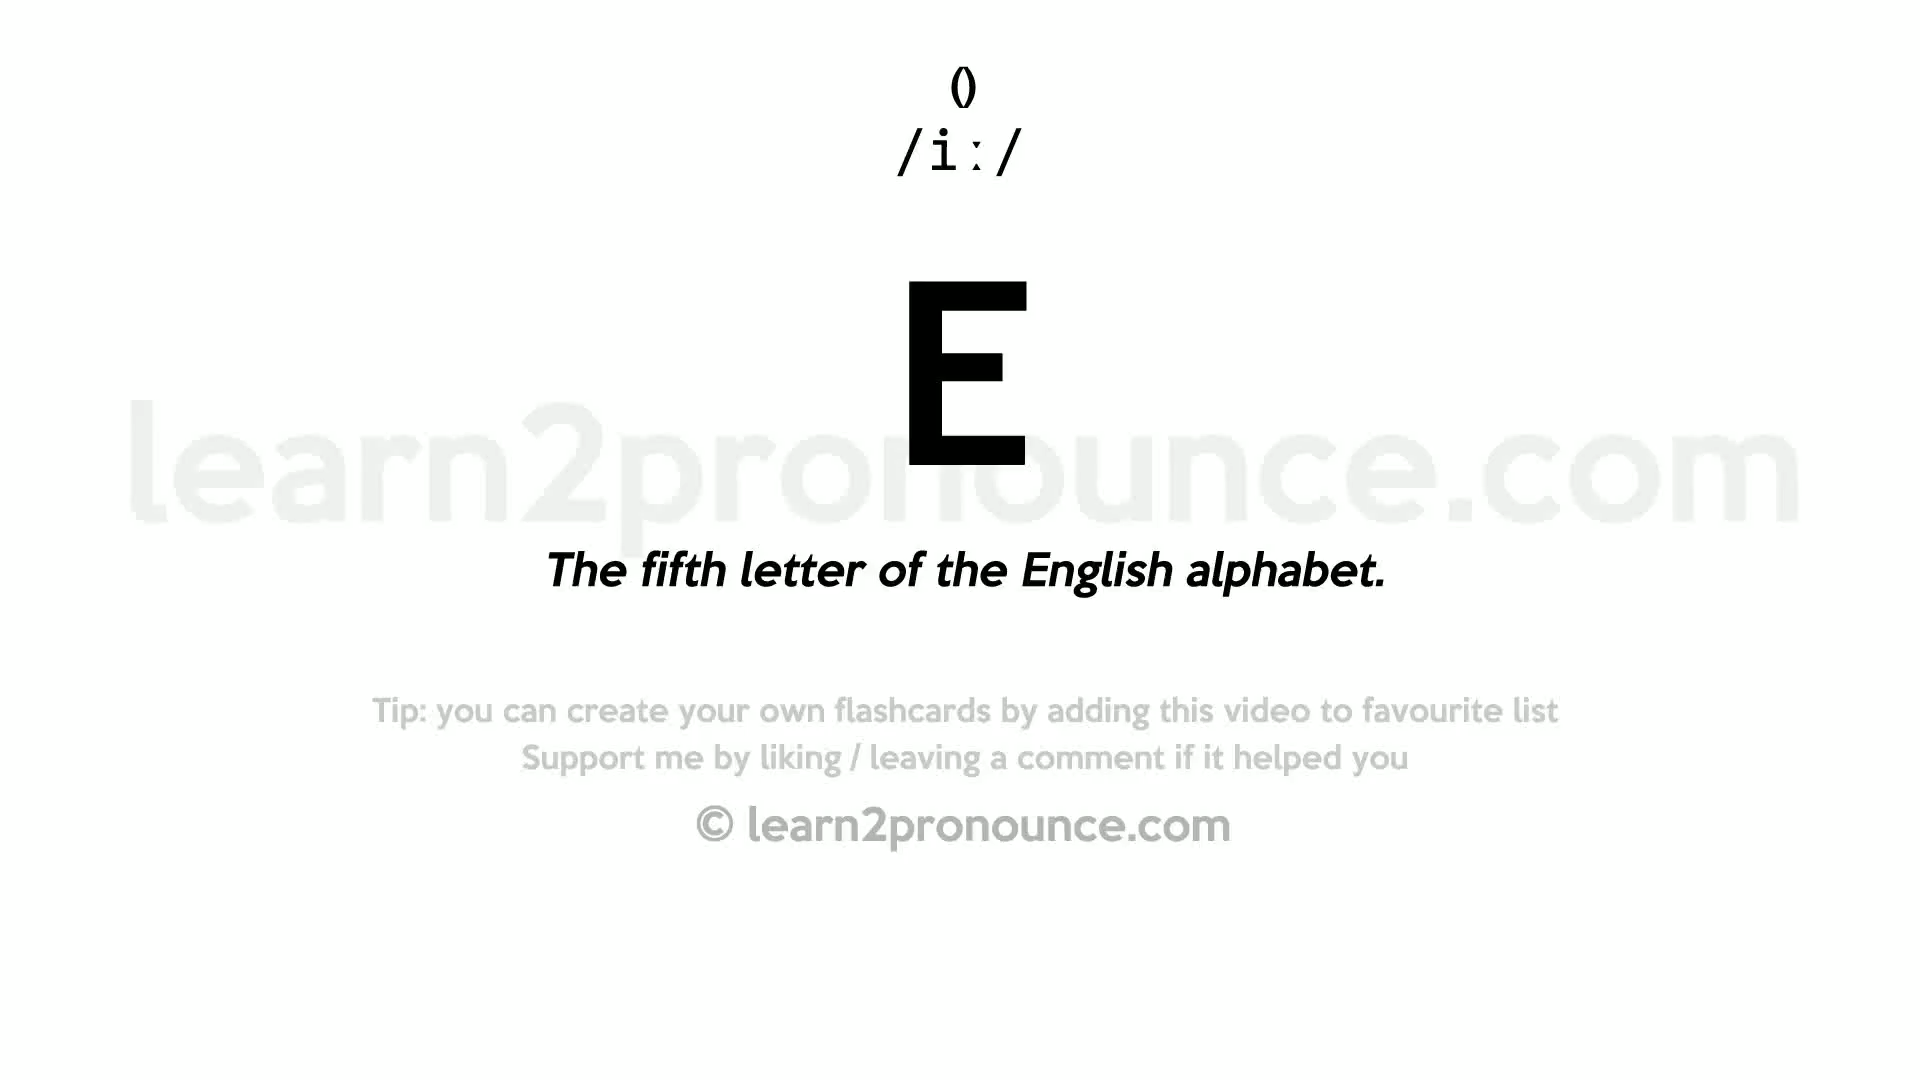 ()
/iː/
E
learn2pronounce.com
The fifth letter of the English alphabet.
Tip: you can create your own flashcards by adding this video to favourite list
Support me by liking / leaving a comment if it helped you
© learn2pronounce.com